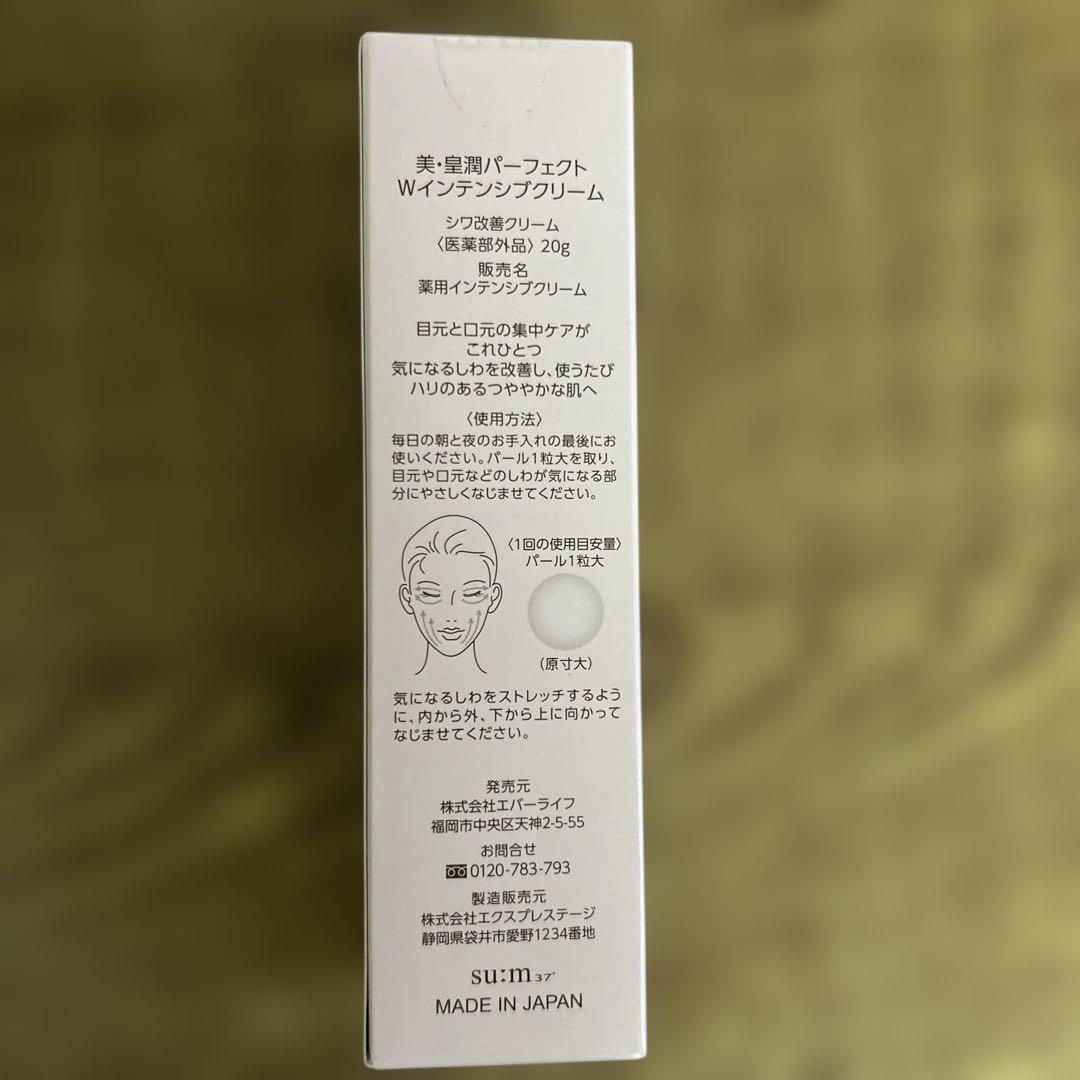 美・皇潤パーフェクト
Wインテンシブクリーム
シワ改善クリーム
〈医薬部外品〉20g
販売名
薬用インテンシブクリーム
目元と口元の集中ケアが
これひとつ
気になるしわを改善し、使うたび
ハリのあるつややかな肌へ
〈使用方法〉
毎日の朝と夜のお手入れの最後にお
使いください。パール1粒大を取り、
目元や口元などのしわが気になる部
分にやさしくなじませてください。
〈1回の使用目安量〉
パール1粒大
(原寸大)
気になるしわをストレッチするよう
に、内から外、下から上に向かって
なじませてください。
発売元
株式会社エバーライフ
福岡市中央区天神2-5-55
お問合せ
0120-783-793
製造販売元
株式会社エクスプレステージ
静岡県袋井市愛野1234番地
su:m37°
MADE IN JAPAN